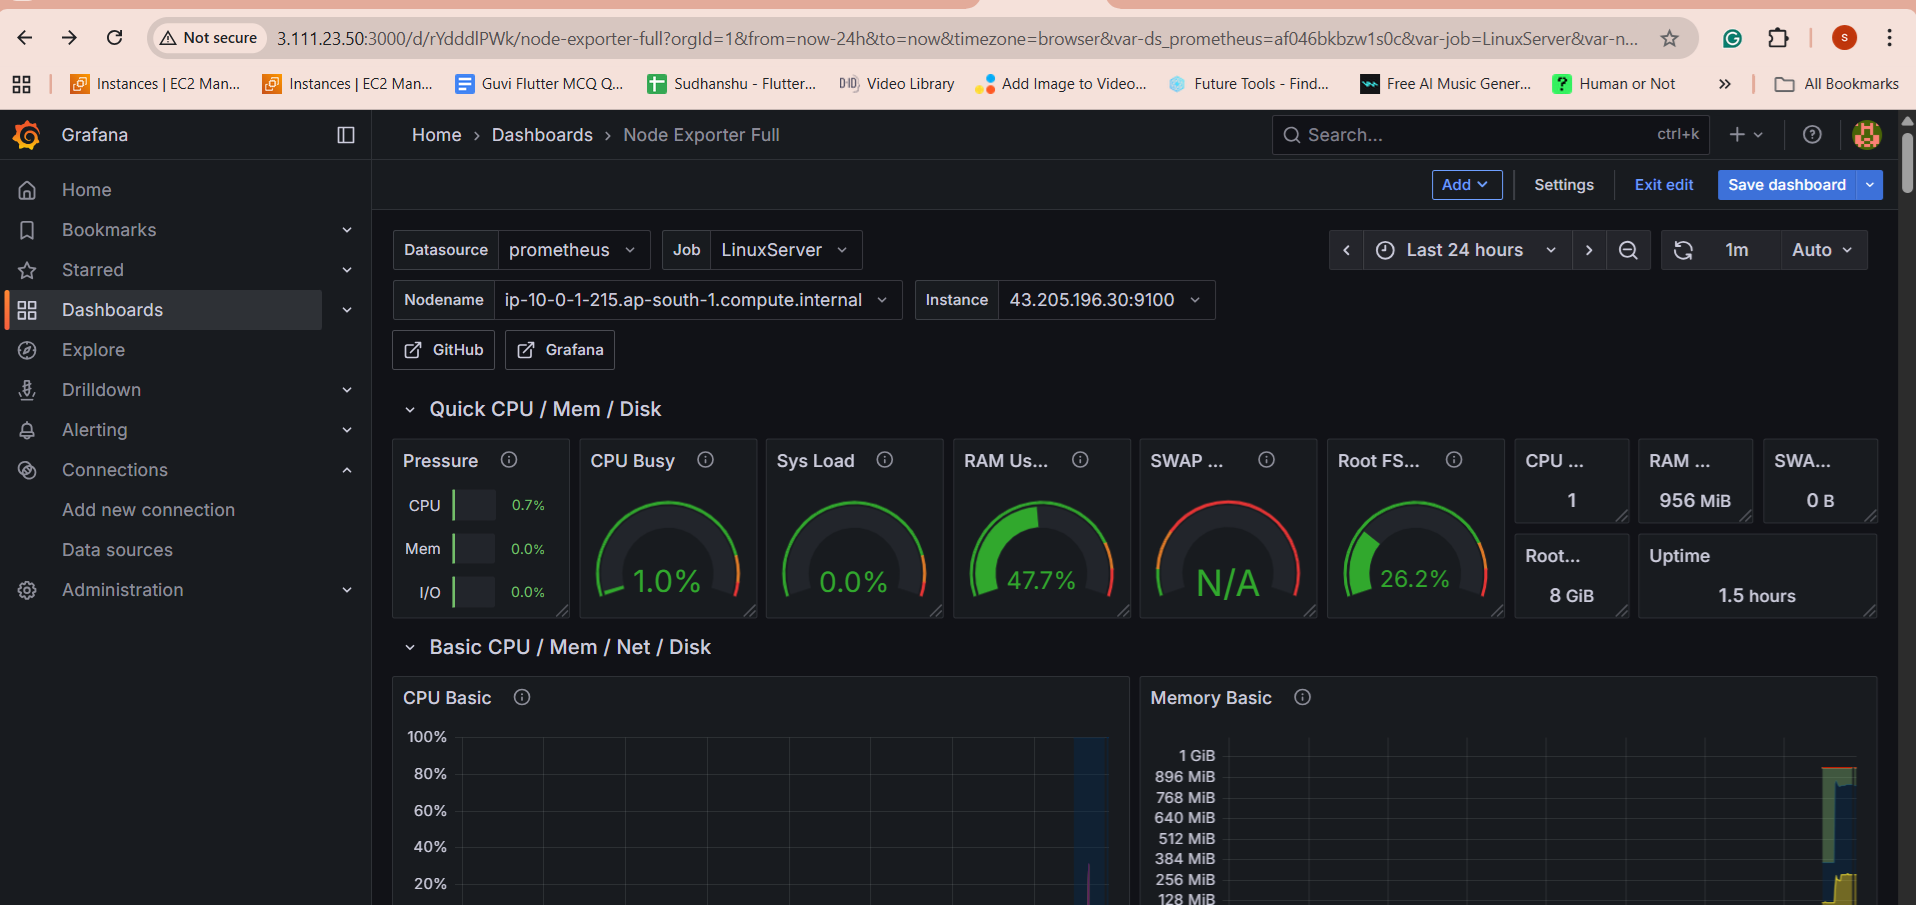 Not secure 3.111.23.50:3000/d/rYdddlPWk/node-exporter-full?orgId=1&from=now-24h&to=now&timezone=browser&var-ds_prometheus=af046bkbzw1s0c&var-job=LinuxServer&var-n...
Instances | EC2 Man... Instances | EC2 Man... Guvi Flutter MCQ Q... Sudhanshu - Flutter... Video Library Add Image to Video... Future Tools - Find... Free AI Music Gener... Human or Not All Bookmarks
Grafana Home › Dashboards › Node Exporter Full Search... ctrl+k
Add Settings Exit edit Save dashboard
Home
Bookmarks
Starred
Dashboards
Explore
Drilldown
Alerting
Connections
Add new connection
Data sources
Administration
Datasource prometheus Job LinuxServer Last 24 hours 1m Auto
Nodename ip-10-0-1-215.ap-south-1.compute.internal Instance 43.205.196.30:9100
GitHub Grafana
Quick CPU / Mem / Disk
Pressure
CPU 0.7%
Mem 0.0%
I/O 0.0%
CPU Busy
1.0%
Sys Load
0.0%
RAM Us...
47.7%
SWAP ...
N/A
Root FS...
26.2%
CPU ...
1
RAM ...
956 MiB
SWA...
0 B
Root...
8 GiB
Uptime
1.5 hours
Basic CPU / Mem / Net / Disk
CPU Basic
100%
80%
60%
40%
20%
Memory Basic
1 GiB
896 MiB
768 MiB
640 MiB
512 MiB
384 MiB
256 MiB
128 MiB